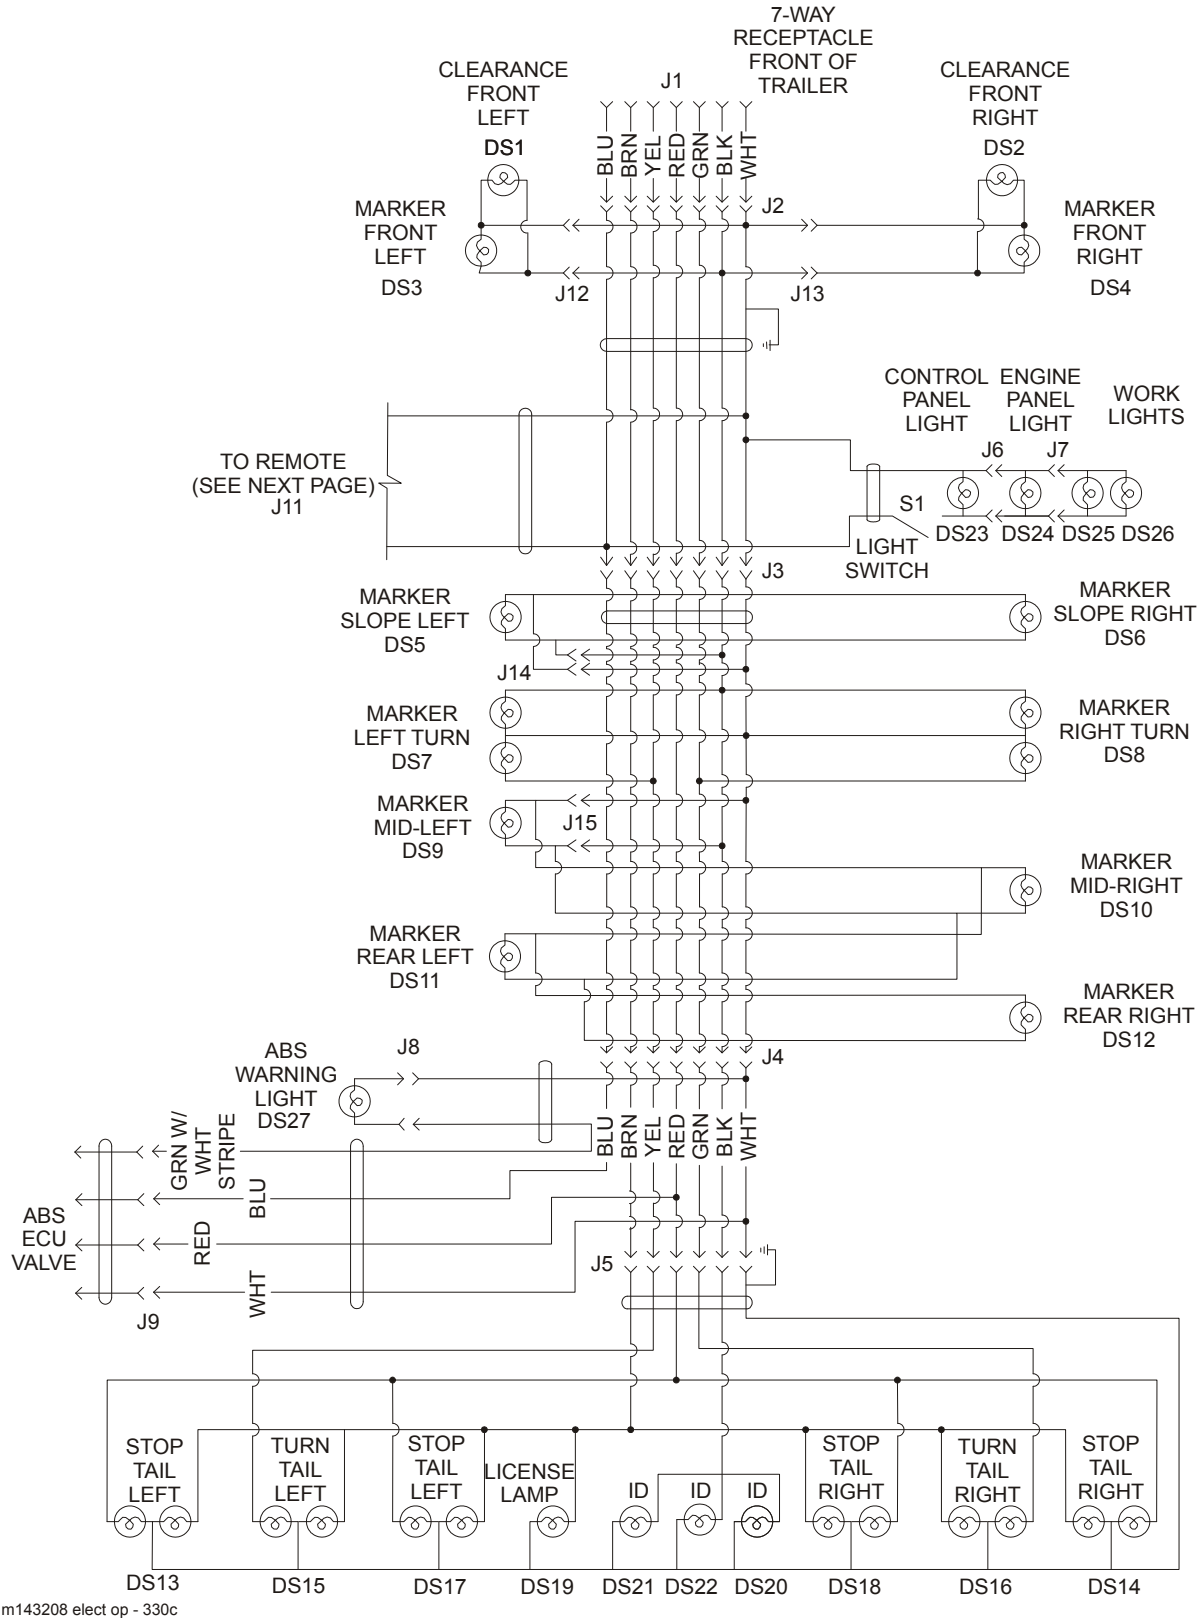 7-WAY
RECEPTACLE
FRONT OF
TRAILER
J1
CLEARANCE
FRONT
LEFT
DS1
CLEARANCE
FRONT
RIGHT
DS2
BLU
BRN
YEL
RED
GRN
BLK
WHT
J2
MARKER
FRONT
LEFT
DS3
MARKER
FRONT
RIGHT
DS4
J12
J13
CONTROL
PANEL
LIGHT
ENGINE
PANEL
LIGHT
WORK
LIGHTS
J6
J7
TO REMOTE
(SEE NEXT PAGE)
J11
S1
DS23
DS24
DS25
DS26
LIGHT
SWITCH
J3
MARKER
SLOPE LEFT
DS5
MARKER
SLOPE RIGHT
DS6
J14
MARKER
LEFT TURN
DS7
MARKER
RIGHT TURN
DS8
MARKER
MID-LEFT
DS9
J15
MARKER
MID-RIGHT
DS10
MARKER
REAR LEFT
DS11
MARKER
REAR RIGHT
DS12
J4
ABS
WARNING
LIGHT
DS27
J8
BLU
BRN
YEL
RED
GRN
BLK
WHT
GRN W/
WHT
STRIPE
BLU
RED
WHT
ABS
ECU
VALVE
J5
J9
STOP
TAIL
LEFT
TURN
TAIL
LEFT
STOP
TAIL
LEFT
LICENSE
LAMP
ID
ID
ID
STOP
TAIL
RIGHT
TURN
TAIL
RIGHT
STOP
TAIL
RIGHT
DS13
DS15
DS17
DS19
DS21
DS22
DS20
DS18
DS16
DS14
m143208 elect op - 330c